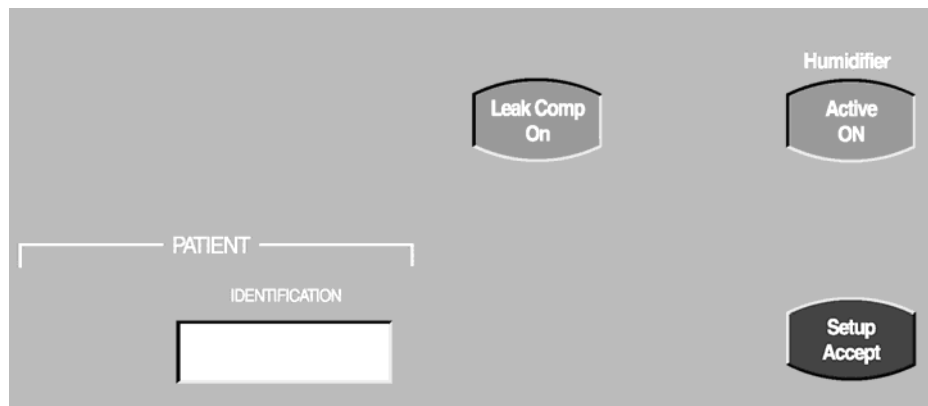 Humidifier
Leak Comp
On
Active
ON
PATIENT
IDENTIFICATION
Setup
Accept